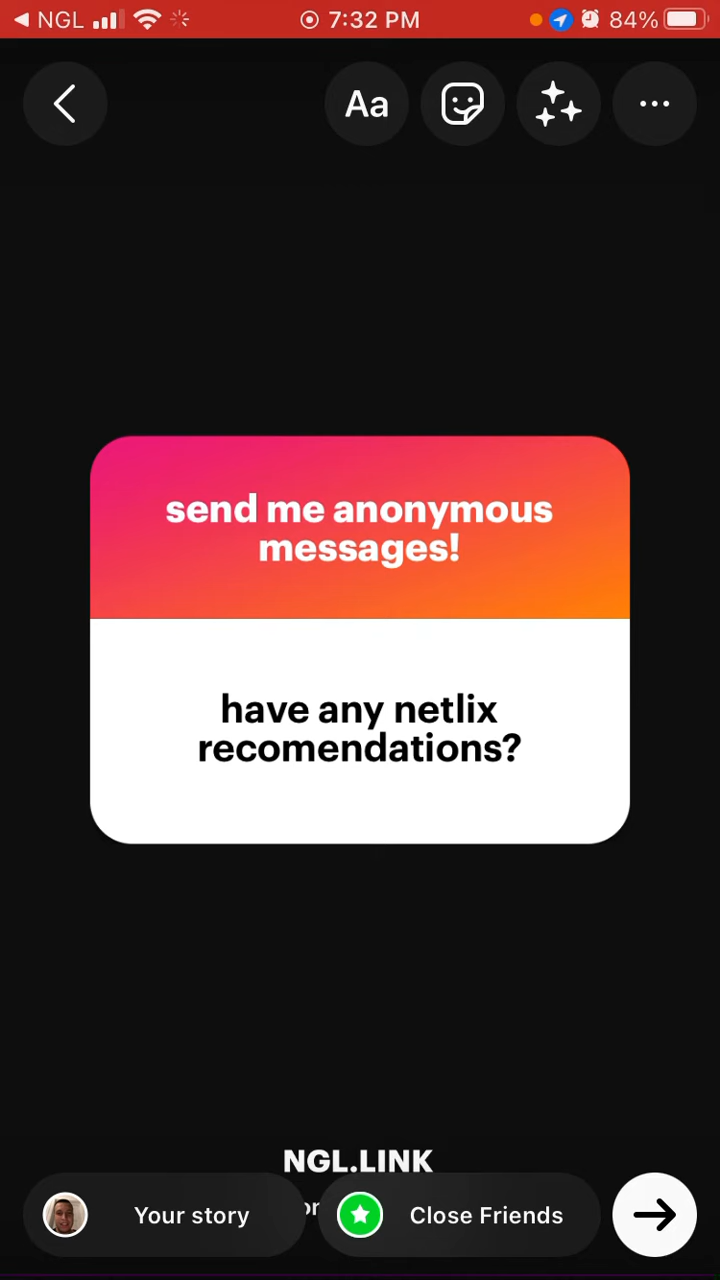 NGL
7:32 PM
84%
Aa
send me anonymous
messages!
have any netlix
recomendations?
NGL.LINK
Your story
Close Friends